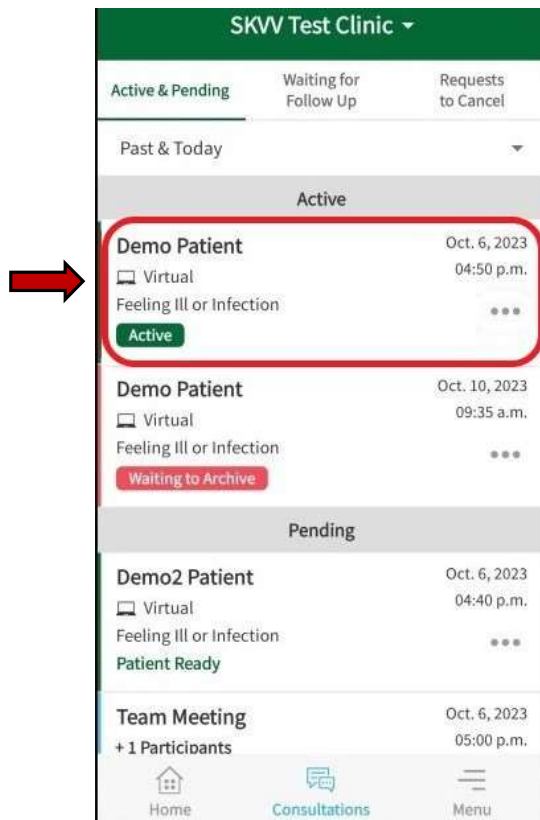 SKVV Test Clinic
Active & Pending
Waiting for
Follow Up
Requests
to Cancel
Past & Today
Active
Demo Patient
Oct. 6, 2023
Virtual
04:50 p.m.
Feeling Ill or Infection
Active
Demo Patient
Oct. 10, 2023
Virtual
09:35 a.m.
Feeling Ill or Infection
Waiting to Archive
Pending
Demo2 Patient
Oct. 6, 2023
Virtual
04:40 p.m.
Feeling Ill or Infection
Patient Ready
Team Meeting
Oct. 6, 2023
+ 1 Participants
05:00 p.m.
Home
Consultations
Menu